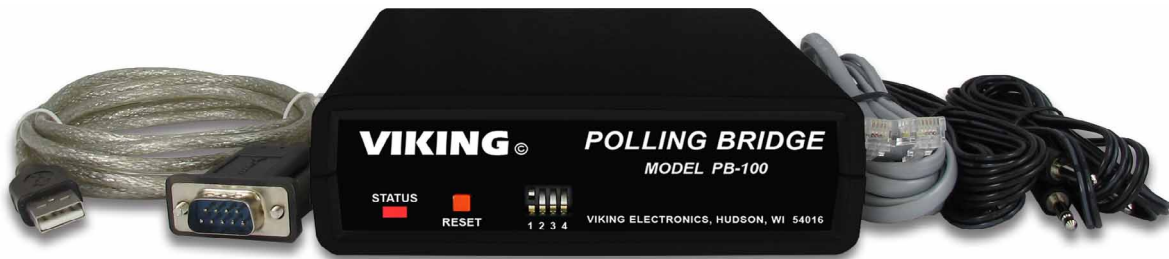 VIKING ©
POLLING BRIDGE
MODEL PB-100
STATUS
RESET
1 2 3 4
VIKING ELECTRONICS, HUDSON, WI 54016